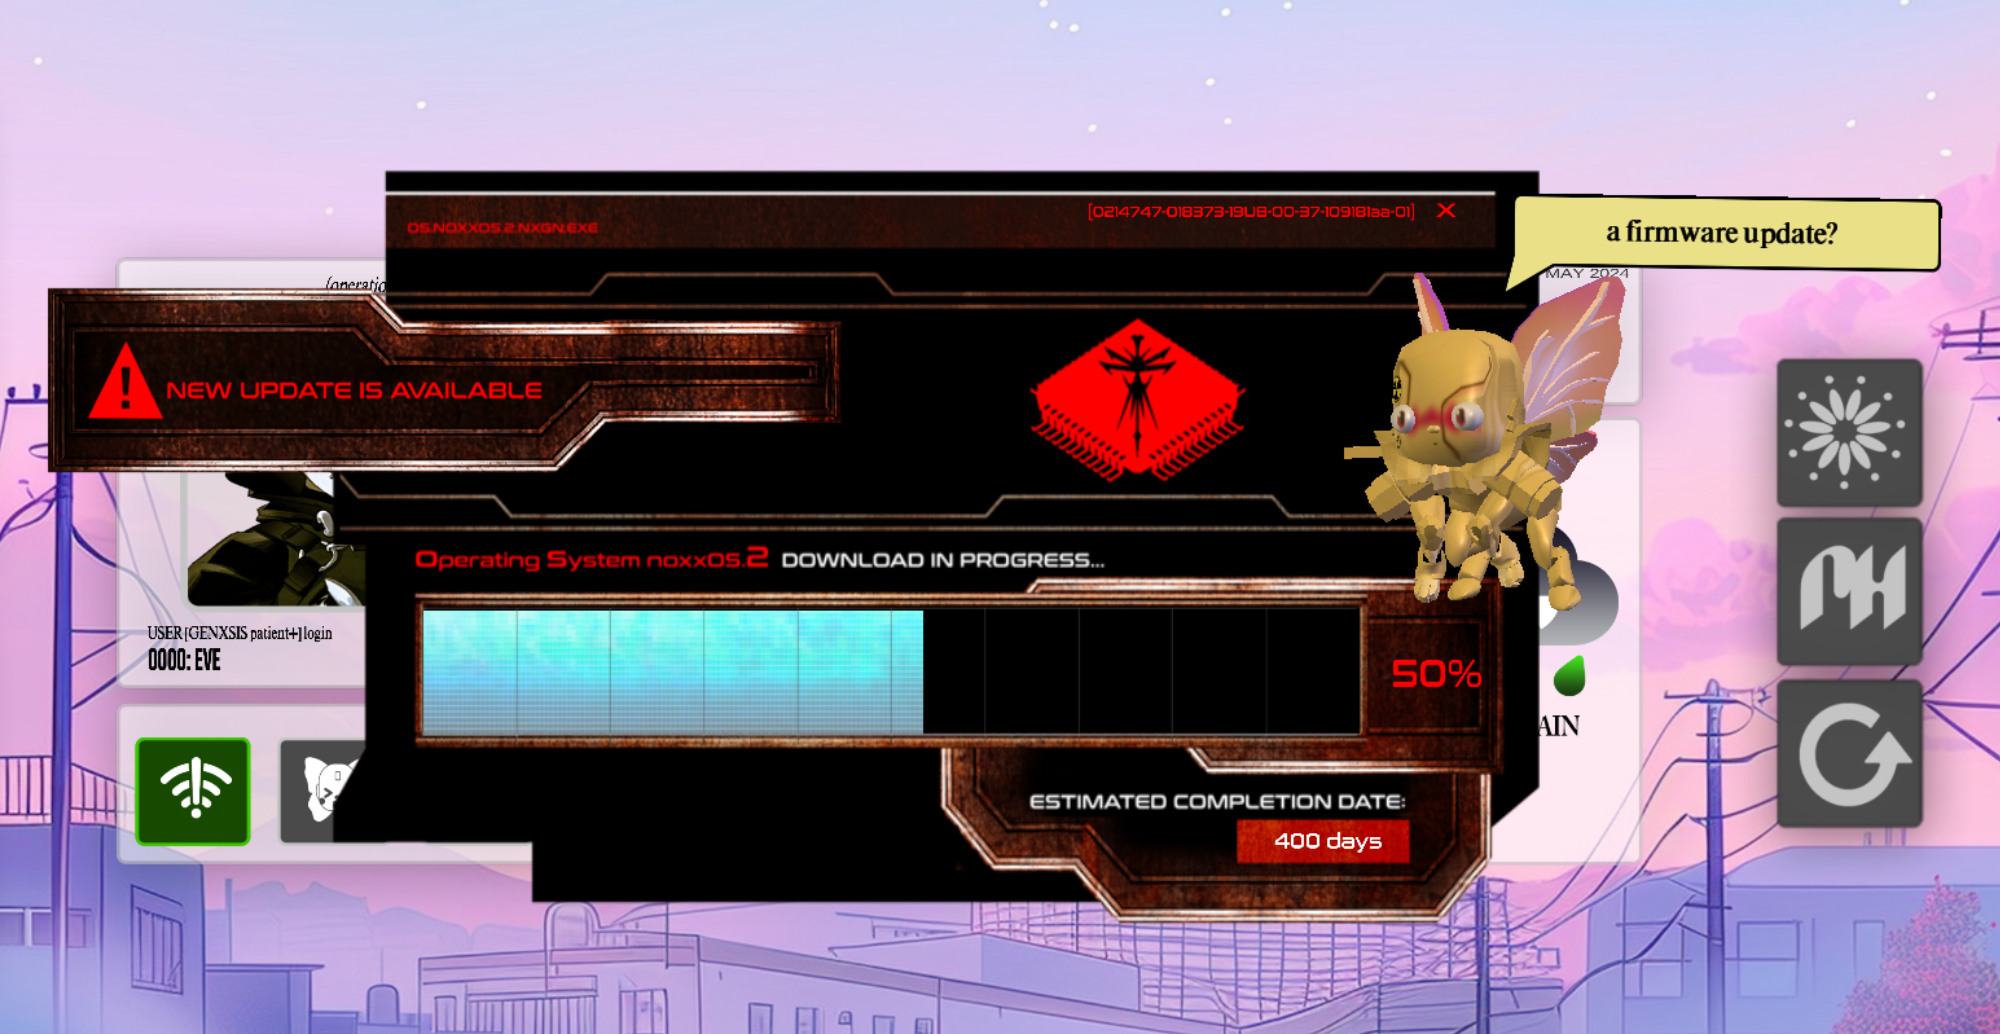 OS.NOXXOS.2.NXGN.EXE
[0214747-018373-19UB-00-37-109181aa-01]
a firmware update?
MAY 2024
(operatio
NEW UPDATE IS AVAILABLE
Operating System noxxOS.2 DOWNLOAD IN PROGRESS...
50%
USER [GENXSIS patient+] login
0000: EVE
AIN
ESTIMATED COMPLETION DATE:
400 days